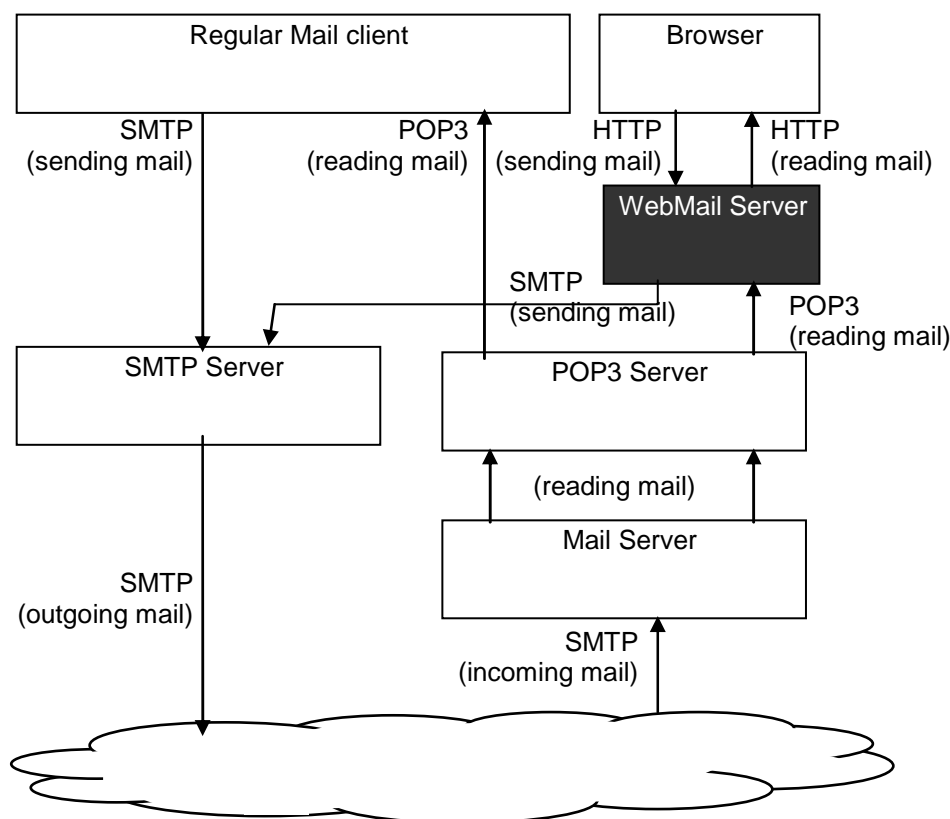 Regular Mail client
Browser
SMTP
(sending mail)
POP3
(reading mail)
HTTP
(sending mail)
HTTP
(reading mail)
WebMail Server
SMTP
(sending mail)
POP3
(reading mail)
SMTP Server
POP3 Server
(reading mail)
Mail Server
SMTP
(outgoing mail)
SMTP
(incoming mail)